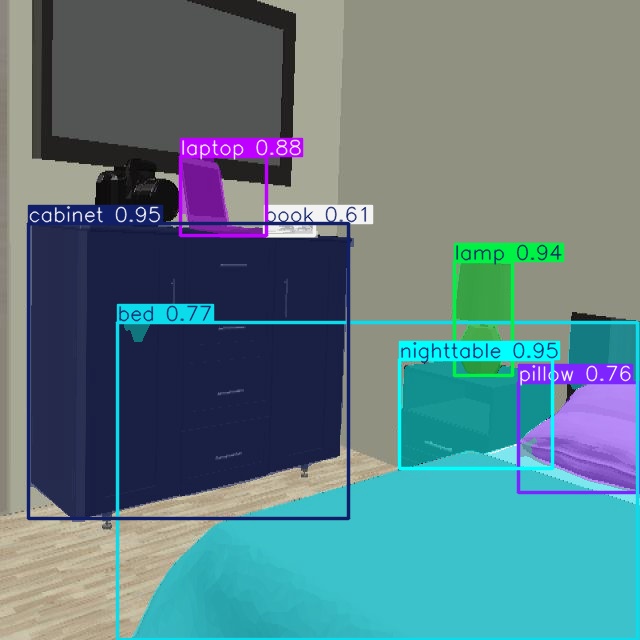 laptop 0.88
cabinet 0.95
book 0.61
lamp 0.94
bed 0.77
nighttable 0.95
pillow 0.76